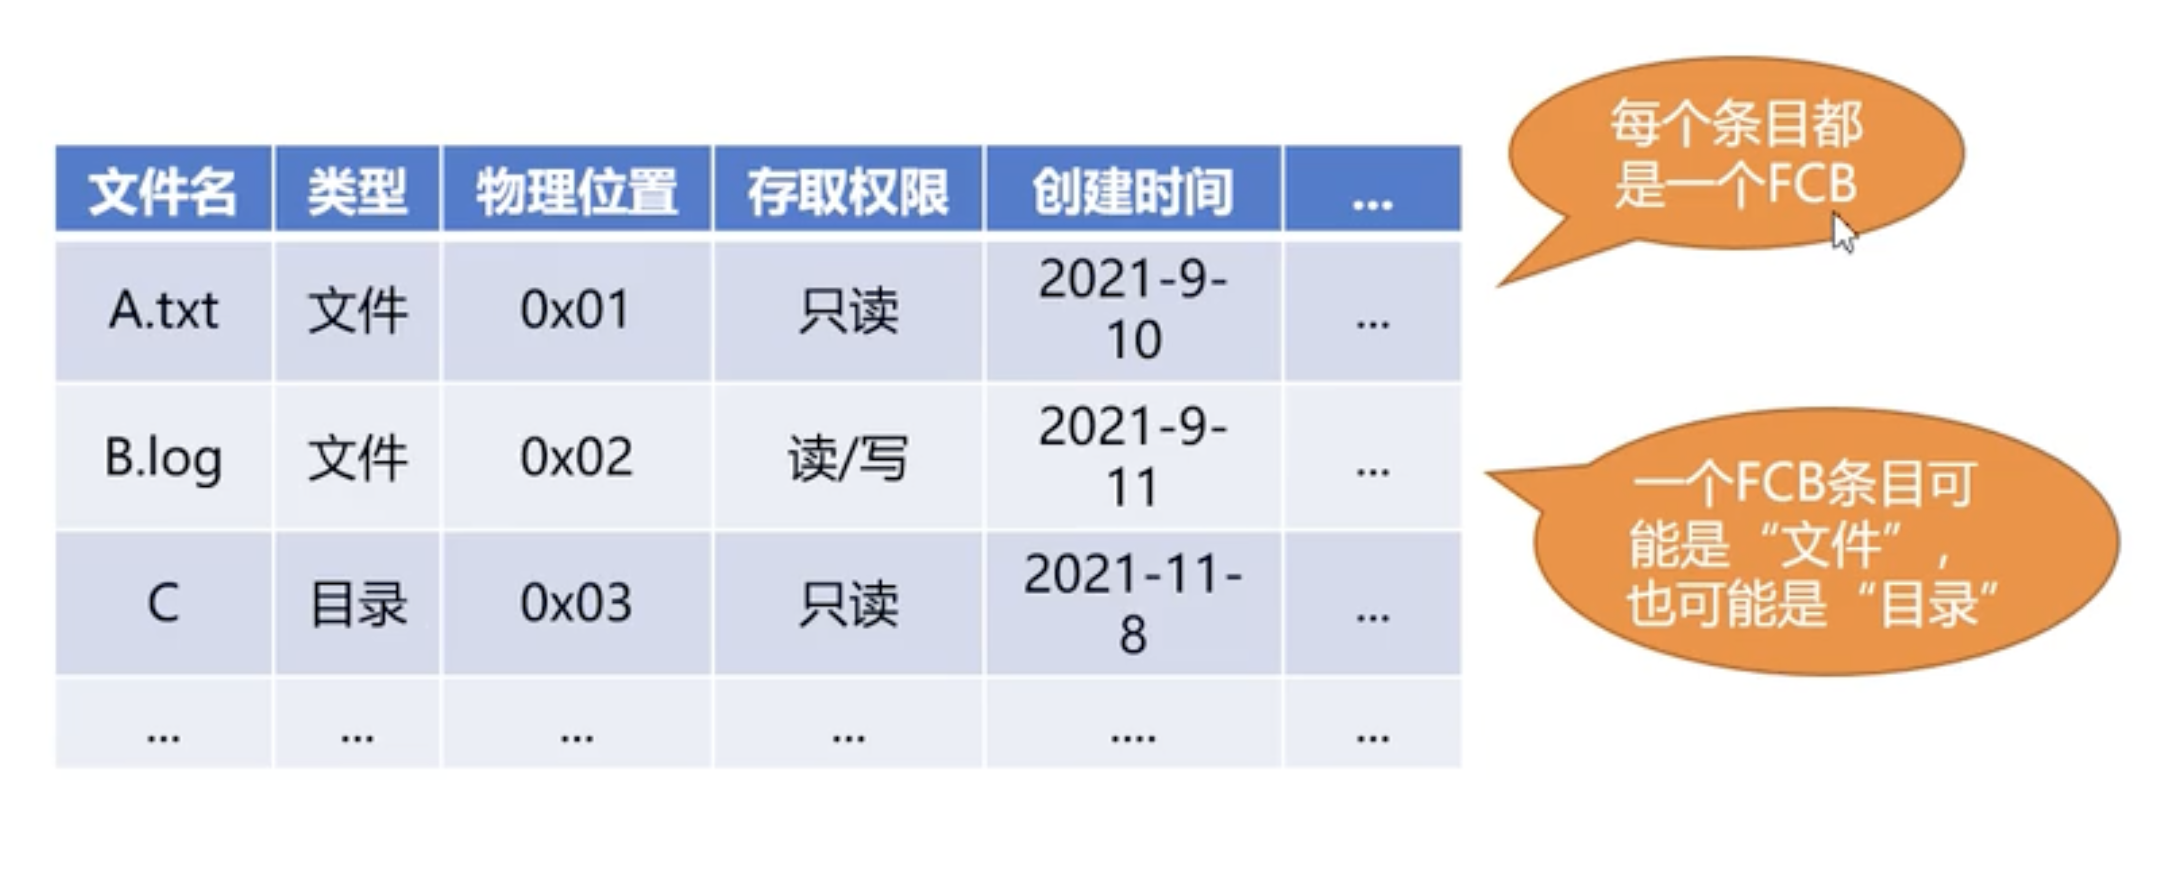 文件名 类型 物理位置 存取权限 创建时间 ...
A.txt 文件 0x01 只读 2021-9-
10 ...
B.log 文件 0x02 读/写 2021-9-
11 ...
C 目录 0x03 只读 2021-11-
8 ...
... ... ... ... .... ...
每个条目都
是一个FCB
一个FCB条目可
能是“文件”，
也可能是“目录”